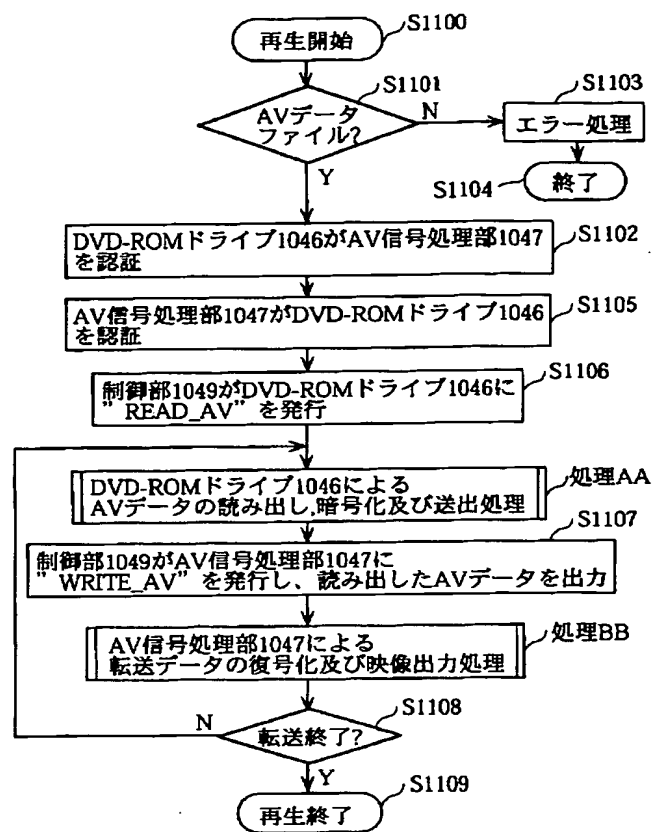 再生開始
S1100
S1101
AVデータ
ファイル?
N
S1103
エラー処理
Y
S1104
終了
DVD-ROMドライブ1046がAV信号処理部1047
を認証
S1102
AV信号処理部1047がDVD-ROMドライブ1046
を認証
S1105
制御部1049がDVD-ROMドライブ1046に
”READ_AV”を発行
S1106
DVD-ROMドライブ1046による
AVデータの読み出し,暗号化及び送出処理
処理AA
S1107
制御部1049がAV信号処理部1047に
”WRITE_AV”を発行し、読み出したAVデータを出力
AV信号処理部1047による
転送データの復号化及び映像出力処理
処理BB
S1108
N
転送終了?
Y
S1109
再生終了